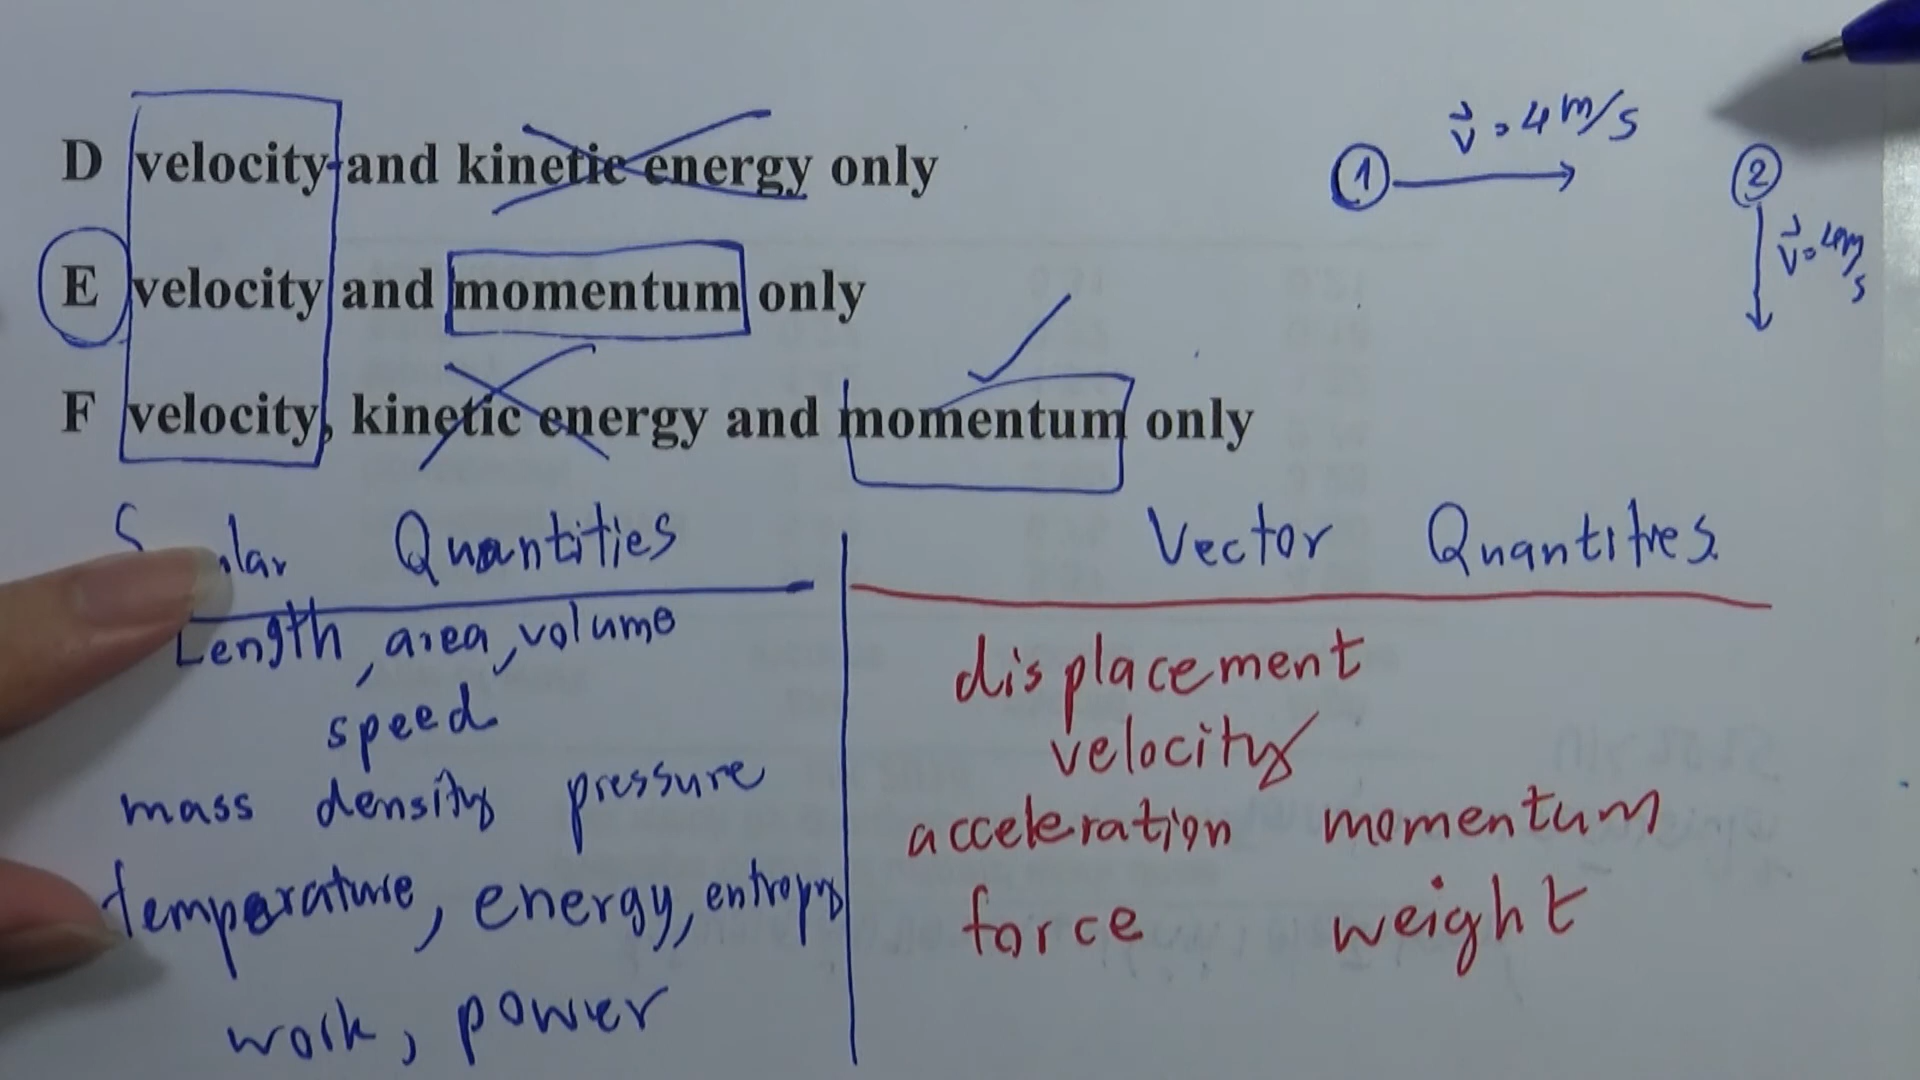 D velocity and kinetic energy only
E velocity and momentum only
F velocity, kinetic energy and momentum only
1 v = 4 m/s
2 v = 4 m/s
Quantities
Length, area, volume
speed
mass density pressure
temperature, energy, entropy
work, power
Vector Quantities
displacement
velocity
acceleration momentum
force weight